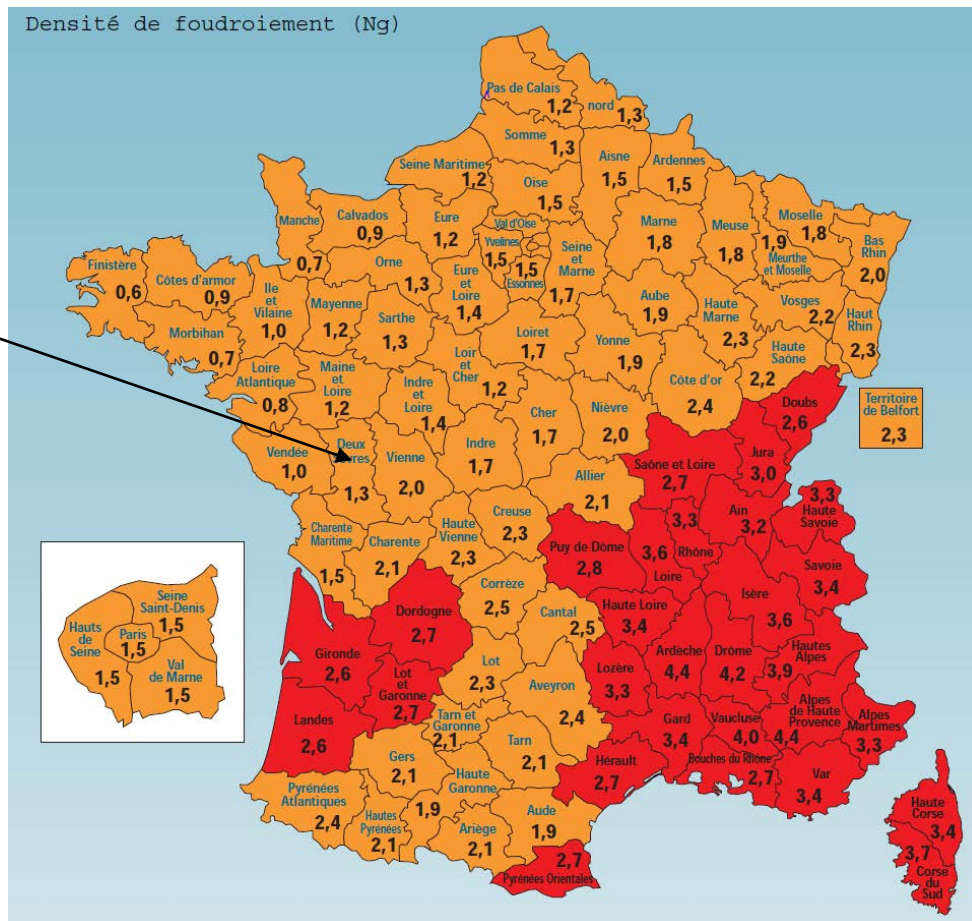 Densité de foudroiement (Ng)
Pas de Calais
1,2
nord
1,3
Somme
1,3
Seine Maritime
1,2
Oise
1,5
Aisne
1,5
Ardennes
1,5
Manche
0,7
Calvados
0,9
Eure
1,2
Val d'Oise
Yvelines
1,5
1,5
Essonnes
Seine
et
Marne
1,7
Marne
1,8
Meuse
1,8
Moselle
1,8
1,9
Meurthe
et Moselle
Bas
Rhin
2,0
Finistère
0,6
Côtes d'armor
0,9
Ile
et
Vilaine
1,0
Orne
1,3
Mayenne
1,2
Sarthe
1,3
Eure
et
Loire
1,4
Aube
1,9
Haute
Marne
2,3
Vosges
2,2
Haut
Rhin
2,3
Morbihan
0,7
Loire
Atlantique
0,8
Maine
et
Loire
1,2
Indre
et
Loire
1,4
Loir
et
Cher
1,2
Loiret
1,7
Yonne
1,9
Côte d'or
2,4
Haute
Saône
2,2
Doubs
2,6
Territoire
de Belfort
2,3
Vendée
1,0
Deux
1,3
Vienne
2,0
Indre
1,7
Cher
1,7
Nièvre
2,0
Saône et Loire
2,7
Jura
3,0
Allier
2,1
Ain
3,2
3,3
Haute
Savoie
Charente
Maritime
1,5
Charente
2,1
Haute
Vienne
2,3
Creuse
2,3
Puy de Dôme
2,8
3,6
Loire
3,3
Rhône
Savoie
3,4
Isère
3,6
Corrèze
2,5
Dordogne
2,7
Cantal
2,5
Haute Loire
3,4
Ardèche
4,4
Drôme
4,2
Hautes
Alpes
3,9
Gironde
2,6
Lot
et
Garonne
2,7
Lot
2,3
Aveyron
2,4
Lozère
3,3
Gard
3,4
Vaucluse
4,0
Alpes
de Haute
Provence
4,4
Alpes
Martimes
3,3
Landes
2,6
Tarn et
Garonne
2,1
Tarn
2,1
Hérault
2,7
Bouches du Rhône
2,7
Var
3,4
Gers
2,1
Haute
Garonne
1,9
Pyrénées
Atlantiques
2,4
Hautes
Pyrénées
2,1
Ariège
2,1
Aude
1,9
2,7
Pyrénées Orientales
Haute
Corse
3,4
3,7
Corse
du
Sud
Seine
Saint-Denis
1,5
Hauts
de
Seine
1,5
Paris
1,5
Val
de Marne
1,5